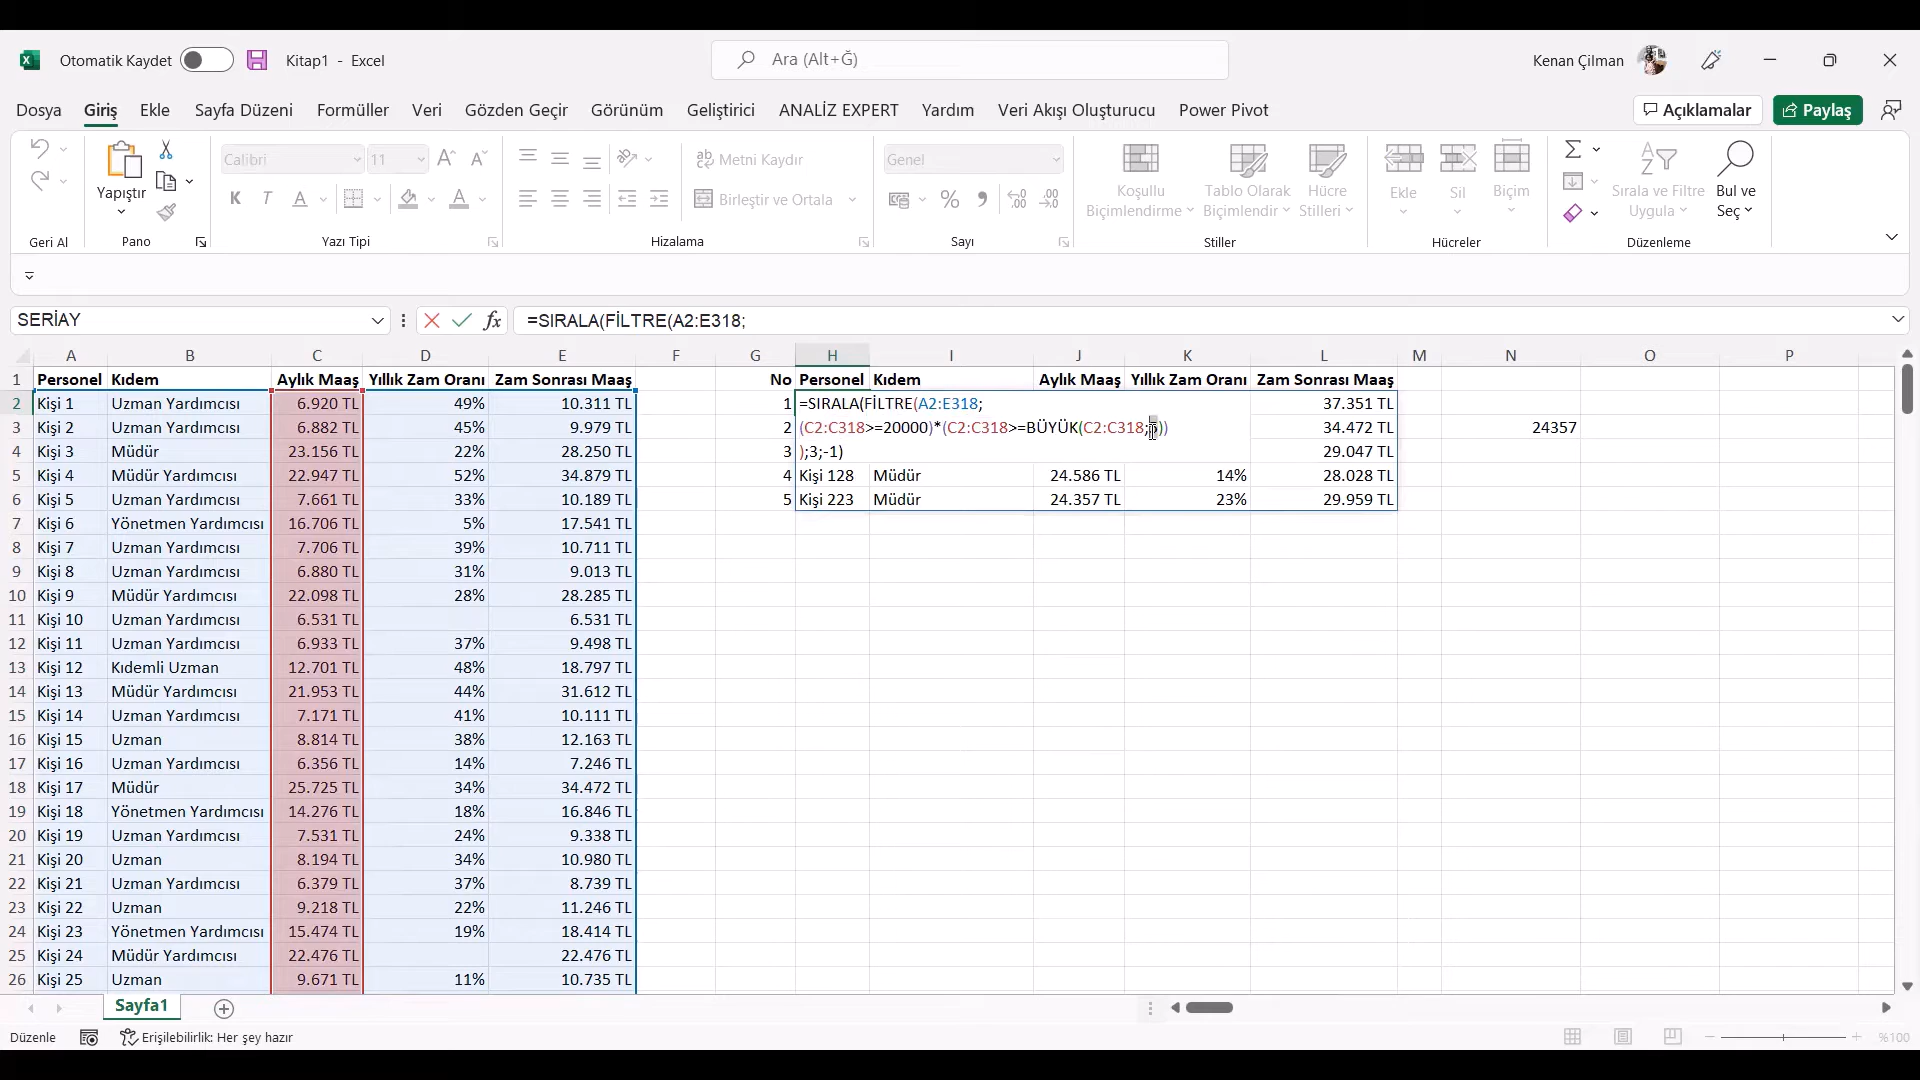 Otomatik Kaydet
Kitap1 - Excel
Ara (Alt+Ğ)
Kenan Çilman
Dosya Giriş Ekle Sayfa Düzeni Formüller Veri Gözden Geçir Görünüm Geliştirici ANALİZ EXPERT Yardım Veri Akışı Oluşturucu Power Pivot
Açıklamalar
Paylaş
Yapıştır
Calibri 11
K T A
Metni Kaydır
Birleştir ve Ortala
Genel
Koşullu Biçimlendirme
Tablo Olarak Biçimlendir
Hücre Stilleri
Ekle Sil Biçim
Sırala ve Filtre Uygula
Bul ve Seç
Geri Al Pano Yazı Tipi Hizalama Sayı Stiller Hücreler Düzenleme
SERİAY
fx =SIRALA(FİLTRE(A2:E318;
A B C D E F G H I J K L M N O P
1 Personel Kıdem Aylık Maaş Yıllık Zam Oranı Zam Sonrası Maaş No Personel Kıdem Aylık Maaş Yıllık Zam Oranı Zam Sonrası Maaş
2 Kişi 1 Uzman Yardımcısı 6.920 TL 49% 10.311 TL 1 =SIRALA(FİLTRE(A2:E318; 37.351 TL
3 Kişi 2 Uzman Yardımcısı 6.882 TL 45% 9.979 TL 2 (C2:C318>=20000)*(C2:C318>=BÜYÜK(C2:C318; )) 34.472 TL 24357
4 Kişi 3 Müdür 23.156 TL 22% 28.250 TL 3 );3;-1) 29.047 TL
5 Kişi 4 Müdür Yardımcısı 22.947 TL 52% 34.879 TL 4 Kişi 128 Müdür 24.586 TL 14% 28.028 TL
6 Kişi 5 Uzman Yardımcısı 7.661 TL 33% 10.189 TL 5 Kişi 223 Müdür 24.357 TL 23% 29.959 TL
7 Kişi 6 Yönetmen Yardımcısı 16.706 TL 5% 17.541 TL
8 Kişi 7 Uzman Yardımcısı 7.706 TL 39% 10.711 TL
9 Kişi 8 Uzman Yardımcısı 6.880 TL 31% 9.013 TL
10 Kişi 9 Müdür Yardımcısı 22.098 TL 28% 28.285 TL
11 Kişi 10 Uzman Yardımcısı 6.531 TL 6.531 TL
12 Kişi 11 Uzman Yardımcısı 6.933 TL 37% 9.498 TL
13 Kişi 12 Kıdemli Uzman 12.701 TL 48% 18.797 TL
14 Kişi 13 Müdür Yardımcısı 21.953 TL 44% 31.612 TL
15 Kişi 14 Uzman Yardımcısı 7.171 TL 41% 10.111 TL
16 Kişi 15 Uzman 8.814 TL 38% 12.163 TL
17 Kişi 16 Uzman Yardımcısı 6.356 TL 14% 7.246 TL
18 Kişi 17 Müdür 25.725 TL 34% 34.472 TL
19 Kişi 18 Yönetmen Yardımcısı 14.276 TL 18% 16.846 TL
20 Kişi 19 Uzman Yardımcısı 7.531 TL 24% 9.338 TL
21 Kişi 20 Uzman 8.194 TL 34% 10.980 TL
22 Kişi 21 Uzman Yardımcısı 6.379 TL 37% 8.739 TL
23 Kişi 22 Uzman 9.218 TL 22% 11.246 TL
24 Kişi 23 Yönetmen Yardımcısı 15.474 TL 19% 18.414 TL
25 Kişi 24 Müdür Yardımcısı 22.476 TL 22.476 TL
26 Kişi 25 Uzman 9.671 TL 11% 10.735 TL
Sayfa1
Düzenle Erişilebilirlik: Her şey hazır %100